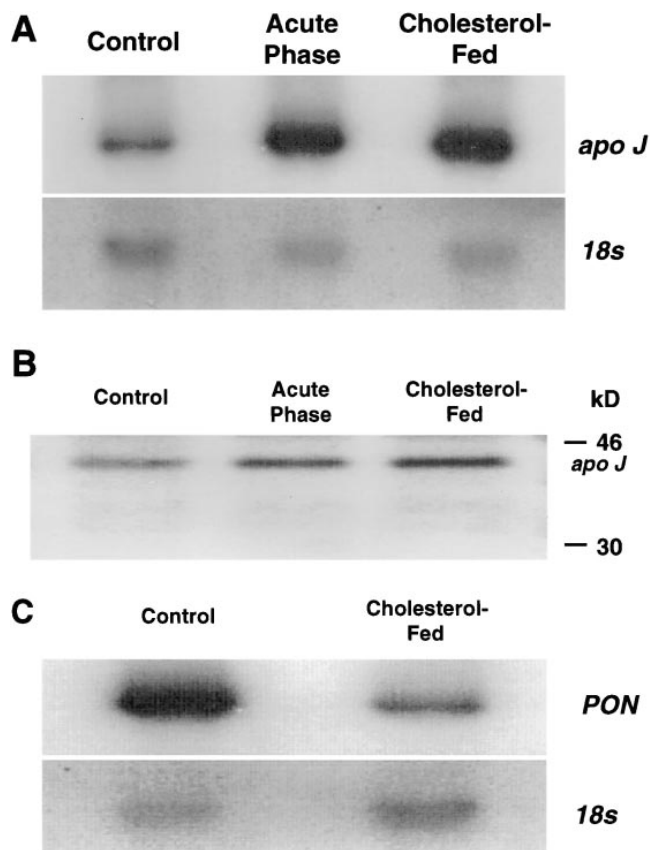 A
Control
Acute
Phase
Cholesterol-
Fed
apo J
18s
B
Control
Acute
Phase
Cholesterol-
Fed
kD
46
apo J
30
C
Control
Cholesterol-
Fed
PON
18s